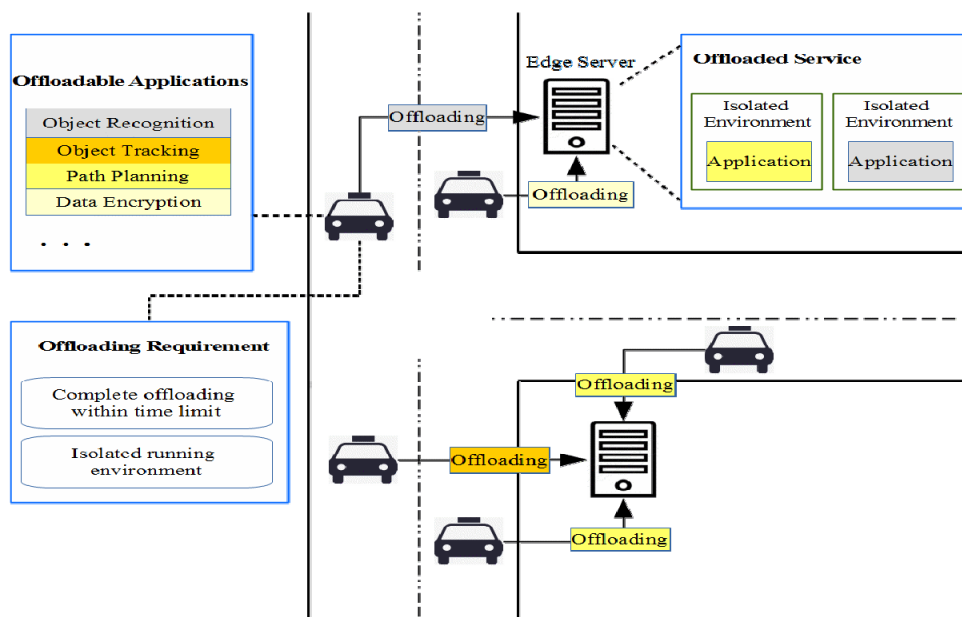 Offloadable Applications
Object Recognition
Object Tracking
Path Planning
Data Encryption
. . .
Offloading Requirement
Complete offloading
within time limit
Isolated running
environment
Offloading
Edge Server
Offloading
Offloaded Service
Isolated
Environment
Application
Isolated
Environment
Application
Offloading
Offloading
Offloading